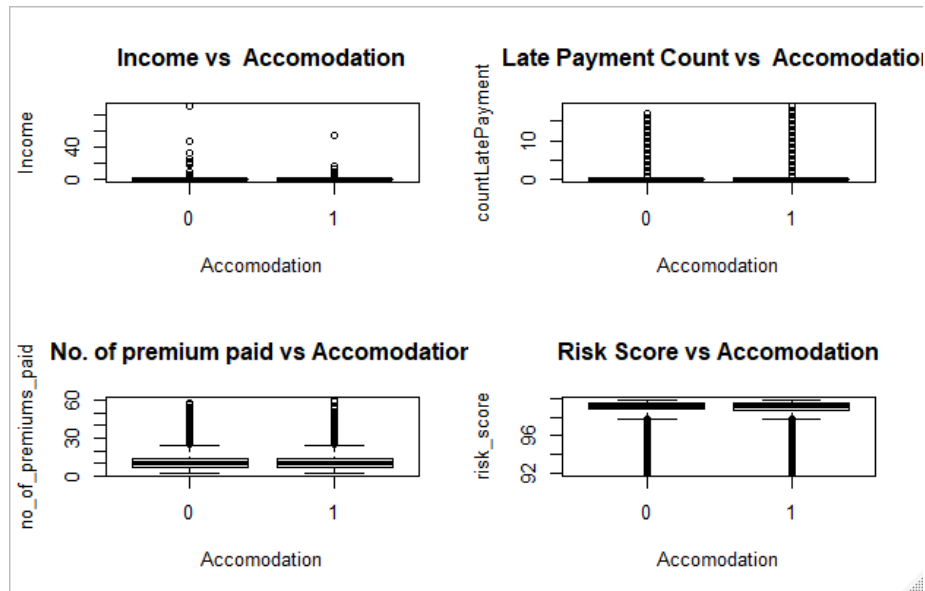 Income vs Accomodation
Income
40
0
0 1
Accomodation
Late Payment Count vs Accomodation
countLatePayment
10
0
0 1
Accomodation
No. of premium paid vs Accomodation
no_of_premiums_paid
60
30
0
0 1
Accomodation
Risk Score vs Accomodation
risk_score
96
92
0 1
Accomodation